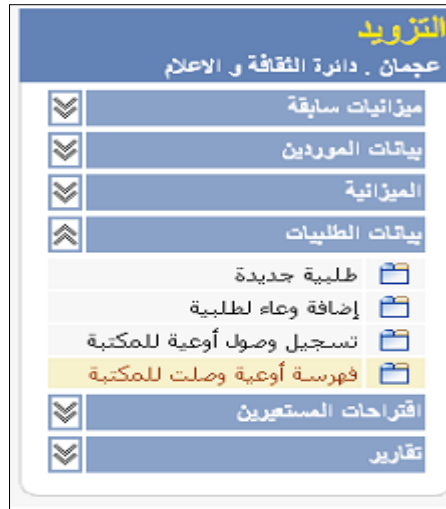 التزويد
عجمان . دائرة الثقافة و الاعلام
ميزانيات سابقة
بيانات الموردين
الميزانية
بيانات الطلبيات
طلبية جديدة
إضافة وعاء لطلبية
تسجيل وصول أوعية للمكتبة
فهرسة أوعية وصلت للمكتبة
اقتراحات المستعيرين
تقارير